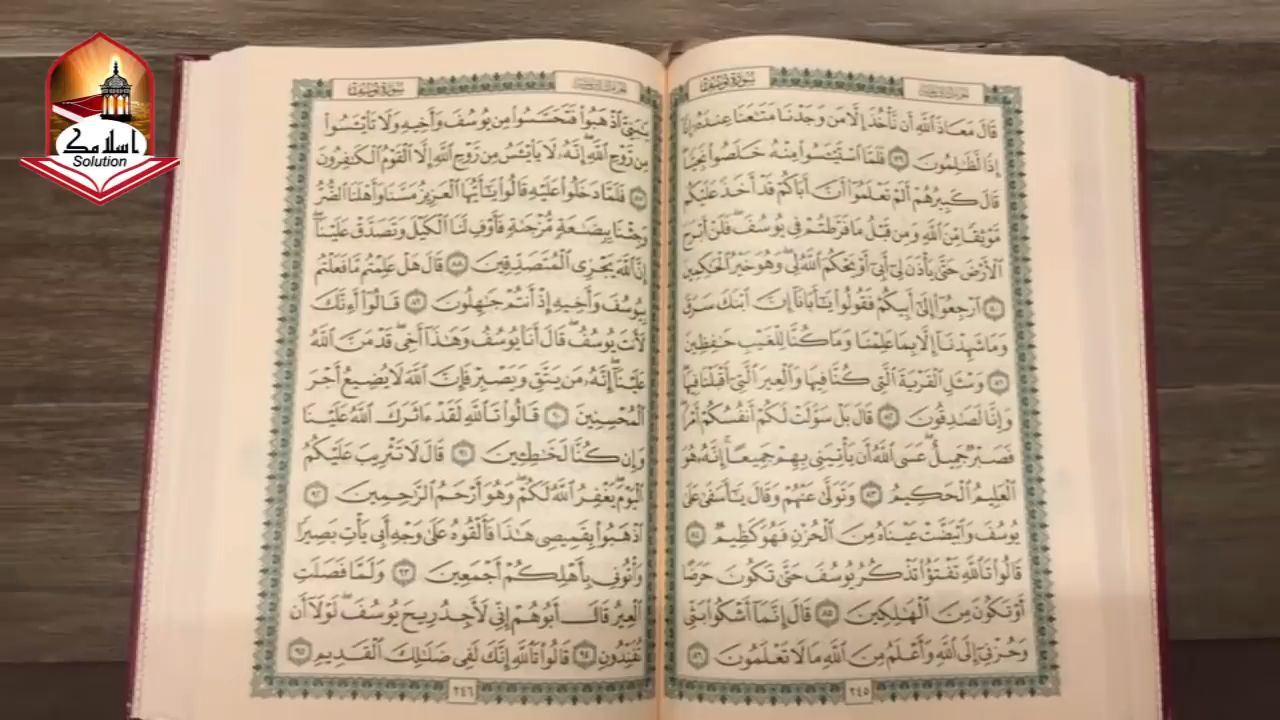 اسلامک
Solution
سورة يوسف
قَالَ مَعَاذَ ٱللَّهِ أَن نَّأْخُذَ إِلَّا مَن وَجَدْنَا مَتَٰعَنَا عِندَهُۥٓ إِنَّآ
إِذًا لَّظَٰلِمُونَ ٧٩ فَلَمَّا ٱسْتَيْـَٔسُوا۟ مِنْهُ خَلَصُوا۟ نَجِيًّا
قَالَ كَبِيرُهُمْ أَلَمْ تَعْلَمُوٓا۟ أَنَّ أَبَاكُمْ قَدْ أَخَذَ عَلَيْكُم
مَّوْثِقًا مِّنَ ٱللَّهِ وَمِن قَبْلُ مَا فَرَّطتُمْ فِى يُوسُفَ ۖ فَلَنْ أَبْرَحَ
ٱلْأَرْضَ حَتَّىٰ يَأْذَنَ لِىٓ أَبِىٓ أَوْ يَحْكُمَ ٱللَّهُ لِى ۖ وَهُوَ خَيْرُ ٱلْحَٰكِمِينَ
٨٠ ٱرْجِعُوٓا۟ إِلَىٰٓ أَبِيكُمْ فَقُولُوا۟ يَٰٓأَبَانَآ إِنَّ ٱبْنَكَ سَرَقَ
وَمَا شَهِدْنَآ إِلَّا بِمَا عَلِمْنَا وَمَا كُنَّا لِلْغَيْبِ حَٰفِظِينَ
٨١ وَسْـَٔلِ ٱلْقَرْيَةَ ٱلَّتِى كُنَّا فِيهَا وَٱلْعِيرَ ٱلَّتِىٓ أَقْبَلْنَا فِيهَا ۖ
وَإِنَّا لَصَٰدِقُونَ ٨٢ قَالَ بَلْ سَوَّلَتْ لَكُمْ أَنفُسُكُمْ أَمْرًا ۖ
فَصَبْرٌ جَمِيلٌ ۖ عَسَى ٱللَّهُ أَن يَأْتِيَنِى بِهِمْ جَمِيعًا ۚ إِنَّهُۥ هُوَ
ٱلْعَلِيمُ ٱلْحَكِيمُ ٨٣ وَتَوَلَّىٰ عَنْهُمْ وَقَالَ يَٰٓأَسَفَىٰ عَلَىٰ
يُوسُفَ وَٱبْيَضَّتْ عَيْنَاهُ مِنَ ٱلْحُزْنِ فَهُوَ كَظِيمٌ ٨٤
قَالُوا۟ تَٱللَّهِ تَفْتَؤُا۟ تَذْكُرُ يُوسُفَ حَتَّىٰ تَكُونَ حَرَضًا
أَوْ تَكُونَ مِنَ ٱلْهَٰلِكِينَ ٨٥ قَالَ إِنَّمَآ أَشْكُوا۟ بَثِّى
وَحُزْنِىٓ إِلَى ٱللَّهِ وَأَعْلَمُ مِنَ ٱللَّهِ مَا لَا تَعْلَمُونَ ٨٦
٢٤٥
سورة يوسف
يَٰبَنِىَّ ٱذْهَبُوا۟ فَتَحَسَّسُوا۟ مِن يُوسُفَ وَأَخِيهِ وَلَا تَا۟يْـَٔسُوا۟
مِن رَّوْحِ ٱللَّهِ ۖ إِنَّهُۥ لَا يَا۟يْـَٔسُ مِن رَّوْحِ ٱللَّهِ إِلَّا ٱلْقَوْمُ ٱلْكَٰفِرُونَ
٨٧ فَلَمَّا دَخَلُوا۟ عَلَيْهِ قَالُوا۟ يَٰٓأَيُّهَا ٱلْعَزِيزُ مَسَّنَا وَأَهْلَنَا ٱلضُّرُّ
وَجِئْنَا بِبِضَٰعَةٍ مُّزْجَىٰةٍ فَأَوْفِ لَنَا ٱلْكَيْلَ وَتَصَدَّقْ عَلَيْنَآ ۖ
إِنَّ ٱللَّهَ يَجْزِى ٱلْمُتَصَدِّقِينَ ٨٨ قَالَ هَلْ عَلِمْتُم مَّا فَعَلْتُم
بِيُوسُفَ وَأَخِيهِ إِذْ أَنتُمْ جَٰهِلُونَ ٨٩ قَالُوٓا۟ أَءِنَّكَ
لَأَنتَ يُوسُفُ ۖ قَالَ أَنَا۠ يُوسُفُ وَهَٰذَآ أَخِى ۖ قَدْ مَنَّ ٱللَّهُ
عَلَيْنَآ ۖ إِنَّهُۥ مَن يَتَّقِ وَيَصْبِرْ فَإِنَّ ٱللَّهَ لَا يُضِيعُ أَجْرَ
ٱلْمُحْسِنِينَ ٩٠ قَالُوا۟ تَٱللَّهِ لَقَدْ ءَاثَرَكَ ٱللَّهُ عَلَيْنَا
وَإِن كُنَّا لَخَٰطِـِٔينَ ٩١ قَالَ لَا تَثْرِيبَ عَلَيْكُمُ
ٱلْيَوْمَ ۖ يَغْفِرُ ٱللَّهُ لَكُمْ ۖ وَهُوَ أَرْحَمُ ٱلرَّٰحِمِينَ ٩٢
ٱذْهَبُوا۟ بِقَمِيصِى هَٰذَا فَأَلْقُوهُ عَلَىٰ وَجْهِ أَبِى يَأْتِ بَصِيرًا
وَأْتُونِى بِأَهْلِكُمْ أَجْمَعِينَ ٩٣ وَلَمَّا فَصَلَتِ
ٱلْعِيرُ قَالَ أَبُوهُمْ إِنِّى لَأَجِدُ رِيحَ يُوسُفَ ۖ لَوْلَآ أَن
تُفَنِّدُونِ ٩٤ قَالُوا۟ تَٱللَّهِ إِنَّكَ لَفِى ضَلَٰلِكَ ٱلْقَدِيمِ ٩٥
٢٤٦